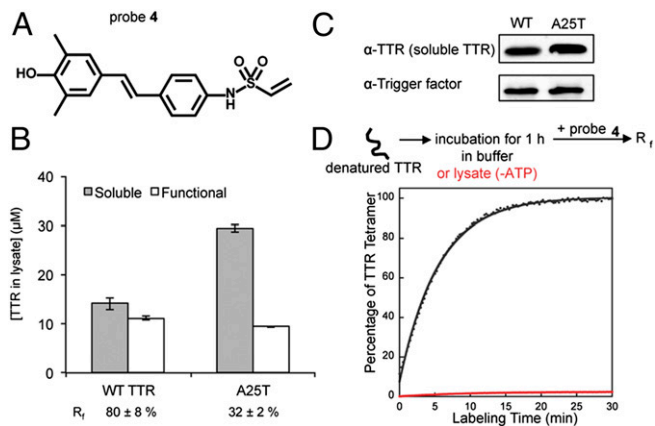 A
probe 4
HO
N
H
S
O
O
B
Soluble
Functional
[TTR in lysate] (μM)
40
30
20
10
0
WT TTR
A25T
Rf
80 ± 8 %
32 ± 2 %
C
WT
A25T
α-TTR (soluble TTR)
α-Trigger factor
D
denatured TTR
incubation for 1 h
in buffer
or lysate (-ATP)
+ probe 4
Rf
Percentage of TTR Tetramer
100
80
60
40
20
0
0
5
10
15
20
25
30
Labeling Time (min)